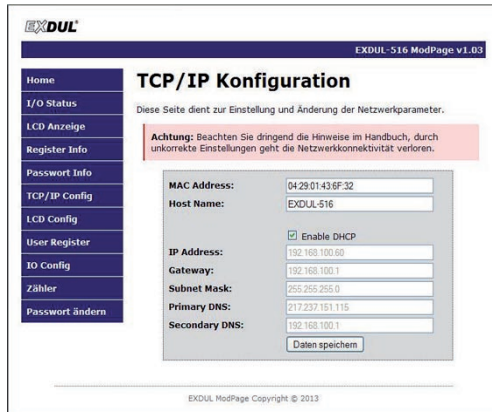 EXDUL
EXDUL-516 ModPage v1.03
Home
I/O Status
LCD Anzeige
Register Info
Passwort Info
TCP/IP Config
LCD Config
User Register
IO Config
Zähler
Passwort ändern
TCP/IP Konfiguration
Diese Seite dient zur Einstellung und Änderung der Netzwerkparameter.
Achtung: Beachten Sie dringend die Hinweise im Handbuch, durch
unkorrekte Einstellungen geht die Netzwerkkonnektivität verloren.
MAC Address: 04:29:01:43:6F:32
Host Name: EXDUL-516
Enable DHCP
IP Address: 192.168.100.60
Gateway: 192.168.100.1
Subnet Mask: 255.255.255.0
Primary DNS: 217.237.151.115
Secondary DNS: 192.168.100.1
Daten speichern
EXDUL ModPage Copyright © 2013